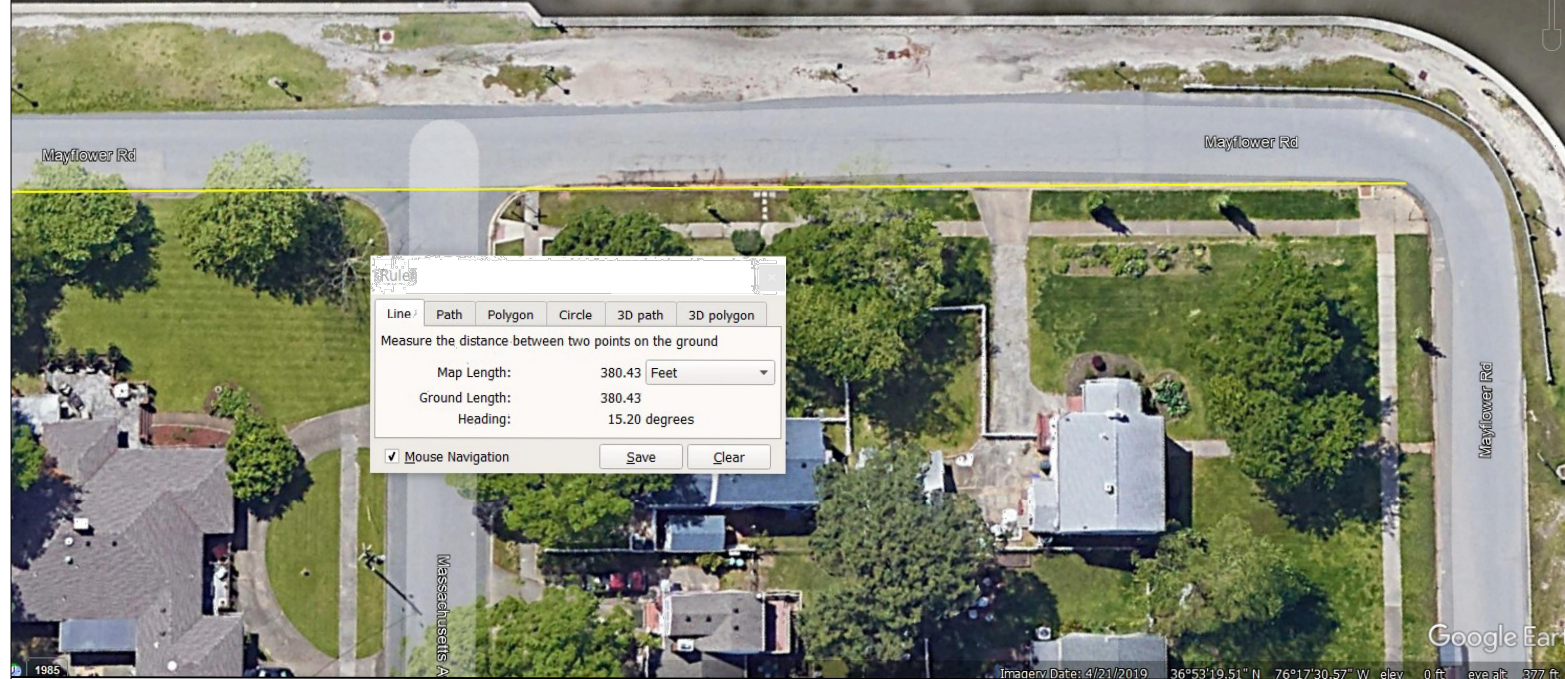 Mayflower Rd
Mayflower Rd
Ruler
Line Path Polygon Circle 3D path 3D polygon
Measure the distance between two points on the ground
Map Length: 380.43 Feet
Ground Length: 380.43
Heading: 15.20 degrees
Mouse Navigation Save Clear
Mayflower Rd
Massachusetts A
Google Ear
1985
Imagery Date: 4/21/2019 36°53'19.51" N 76°17'30.57" W elev 0 ft eye alt 377 ft